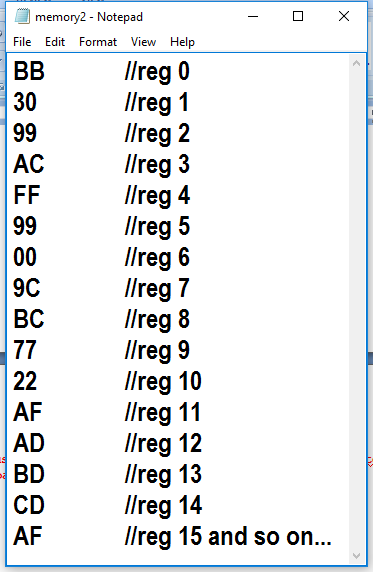 memory2 - Notepad
File Edit Format View Help
BB //reg 0
30 //reg 1
99 //reg 2
AC //reg 3
FF //reg 4
99 //reg 5
00 //reg 6
9C //reg 7
BC //reg 8
77 //reg 9
22 //reg 10
AF //reg 11
AD //reg 12
BD //reg 13
CD //reg 14
AF //reg 15 and so on...